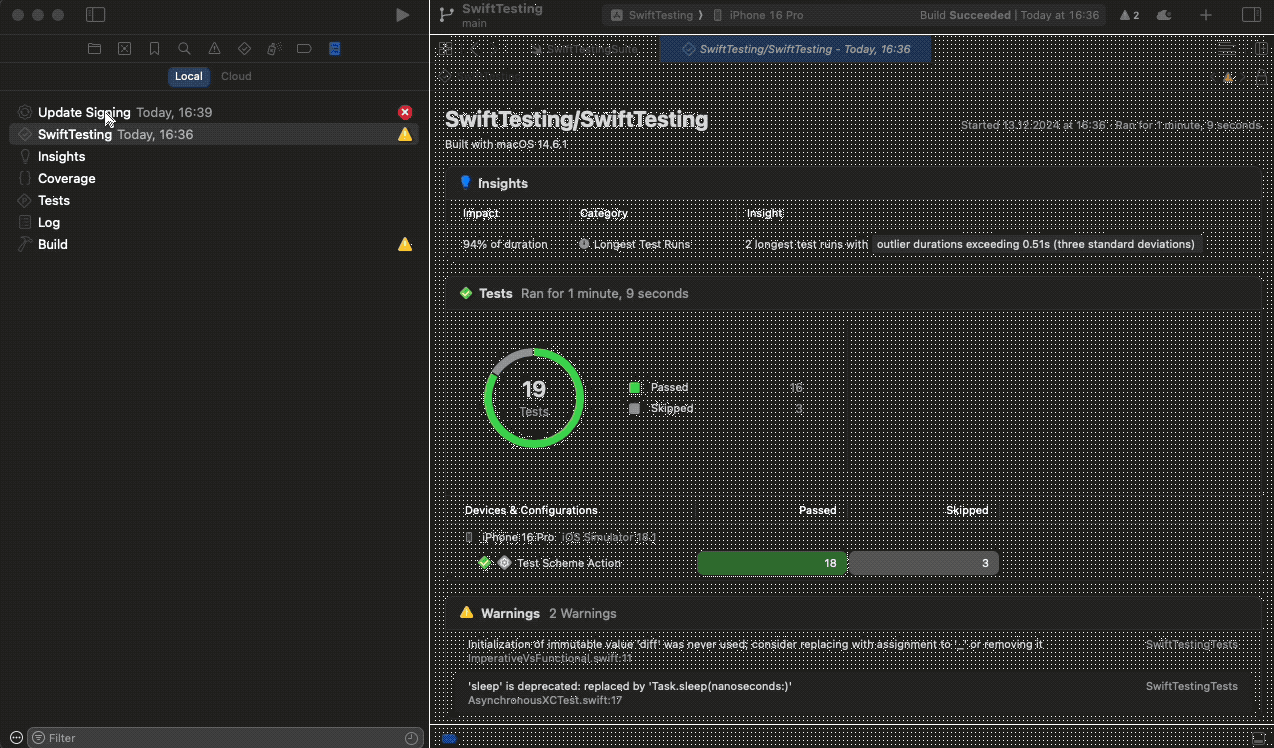 SwiftTesting
main
SwiftTesting
iPhone 16 Pro
Build Succeeded | Today at 16:36
2
SwiftTesting/SwiftTesting - Today, 16:36
Local
Cloud
Update Signing Today, 16:39
SwiftTesting Today, 16:36
Insights
Coverage
Tests
Log
Build
Filter
SwiftTesting/SwiftTesting
Started 13.12.2024 at 16:36, Ran for 1 minute, 9 seconds
Built with macOS 14.6.1
Insights
Impact Category Insight
94% of duration Longest Test Runs 2 longest test runs with outlier durations exceeding 0.51s (three standard deviations)
Tests Ran for 1 minute, 9 seconds
19
Tests
Passed 16
Skipped 3
Devices & Configurations Passed Skipped
iPhone 16 Pro iOS Simulator 18.1
Test Scheme Action 18 3
Warnings 2 Warnings
Initialization of immutable value 'diff' was never used; consider replacing with assignment to '_' or removing it SwiftTestingTests
ImperativeVsFunctional.swift:11
'sleep' is deprecated: replaced by 'Task.sleep(nanoseconds:)' SwiftTestingTests
AsynchronousXCTest.swift:17